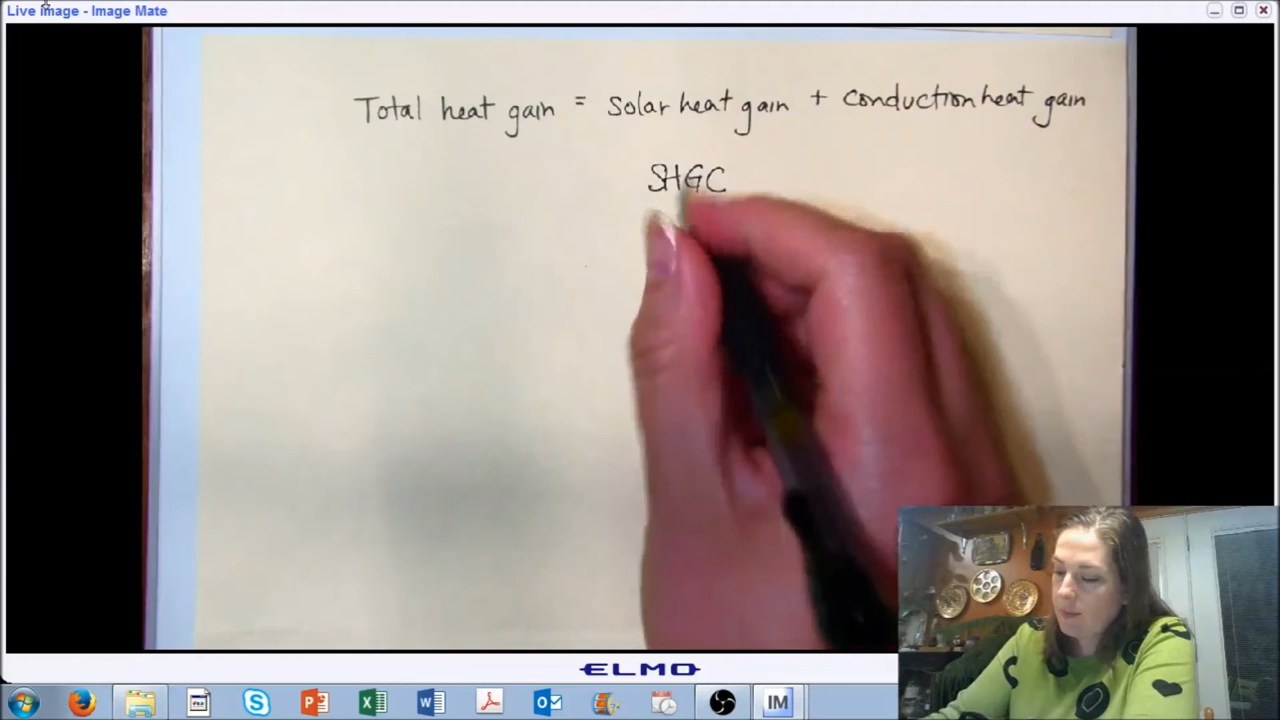 Live image - Image Mate
Total heat gain = Solar heat gain + conduction heat gain
SHGC
ELMO
IM